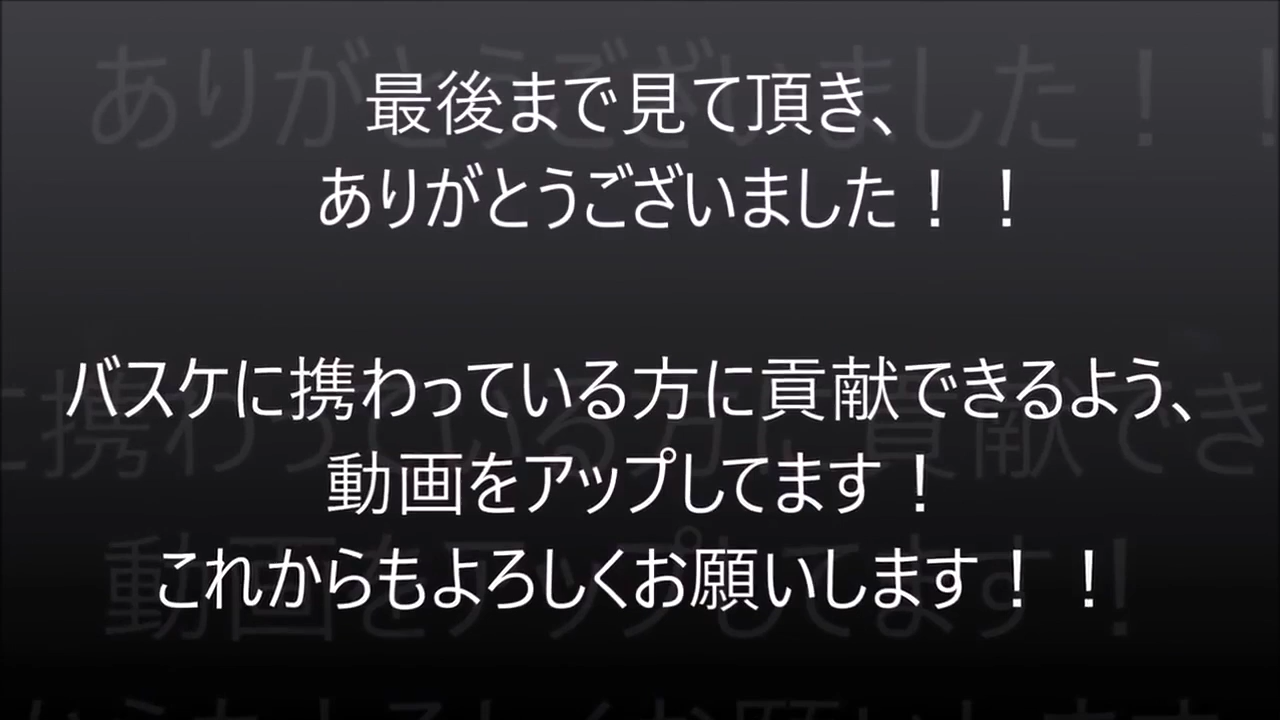 最後まで見て頂き、
ありがとうございました！！
バスケに携わっている方に貢献できるよう、
動画をアップしてます！
これからもよろしくお願いします！！